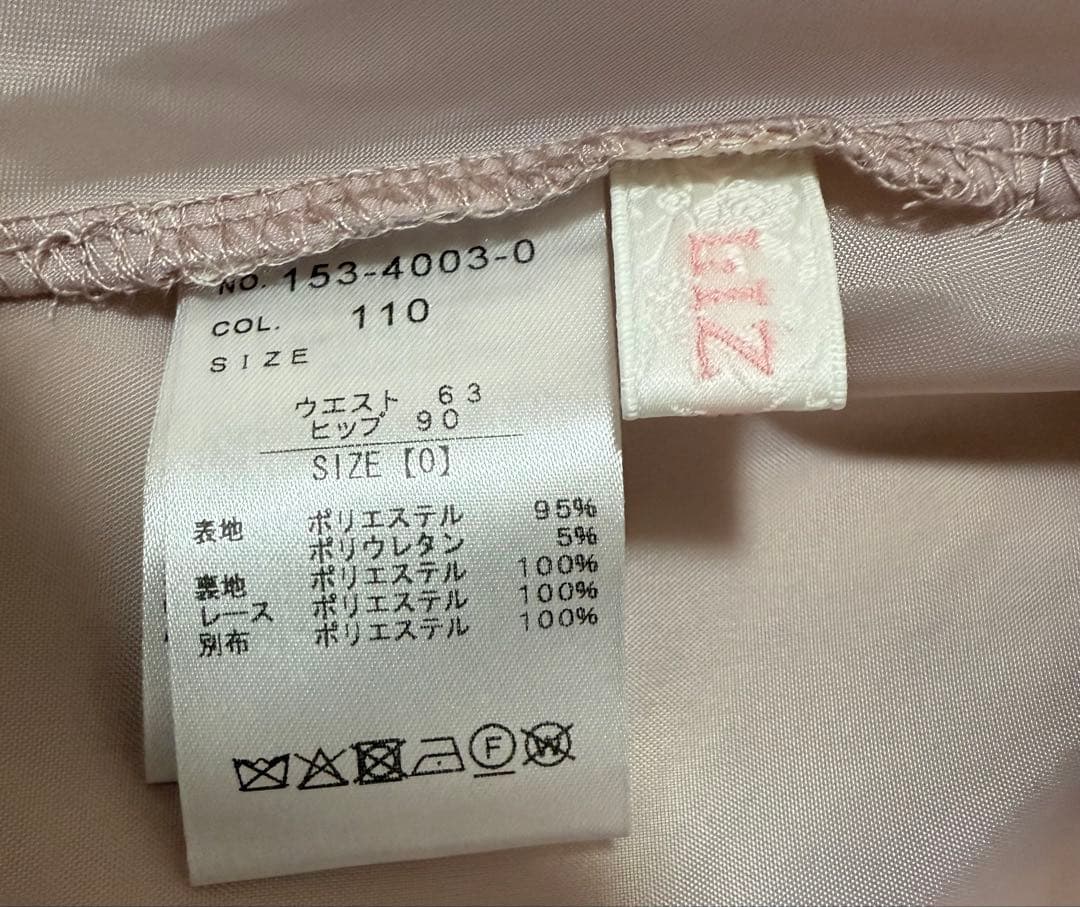 NO. 153-4003-0
COL. 110
SIZE
ウエスト 63
ヒップ 90
SIZE【0】
表地 ポリエステル 95%
ポリウレタン 5%
裏地 ポリエステル 100%
レース ポリエステル 100%
別布 ポリエステル 100%
F
W